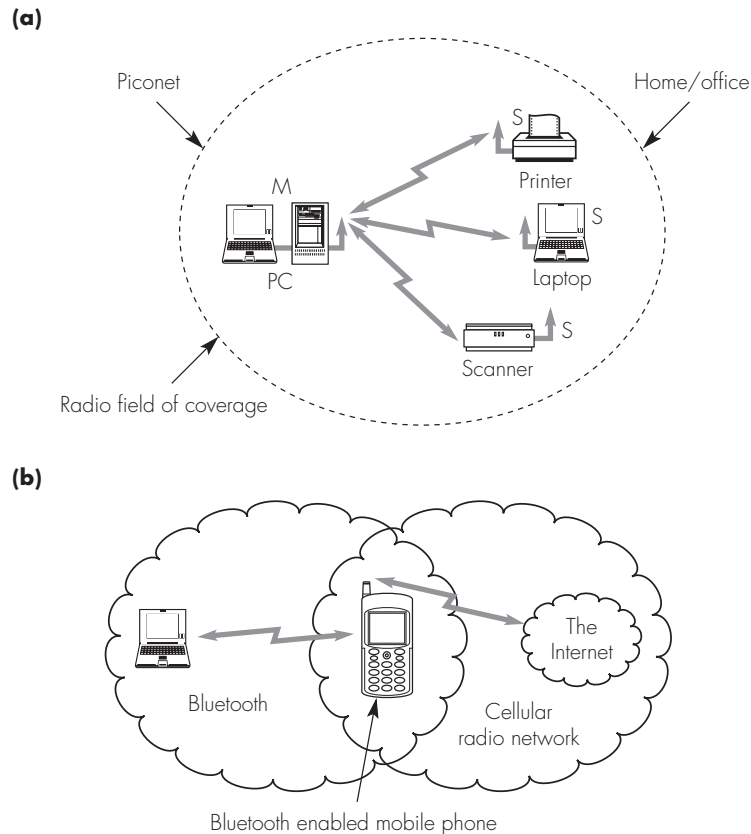 (a)
Piconet
Home/office
S
Printer
M
S
PC
Laptop
S
Scanner
Radio field of coverage
(b)
The
Internet
Bluetooth
Cellular
radio network
Bluetooth enabled mobile phone